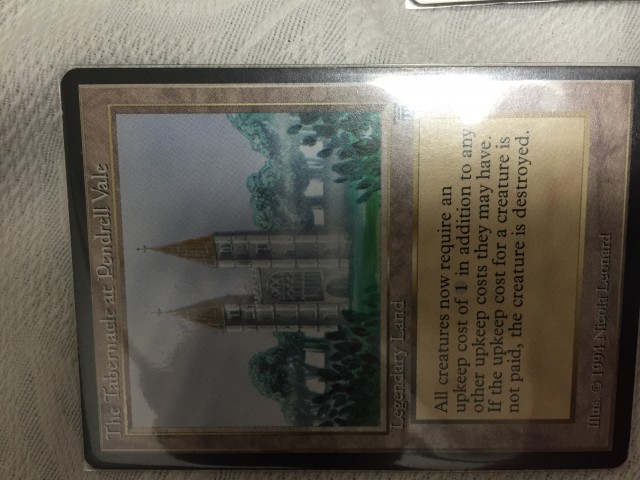 The Tabernacle at Pendrell Vale
Legendary Land
All creatures now require an
upkeep cost of 1 in addition to any
other upkeep costs they may have.
If the upkeep cost for a creature is
not paid, the creature is destroyed.
Illus. © 1994 Nicola Leonard